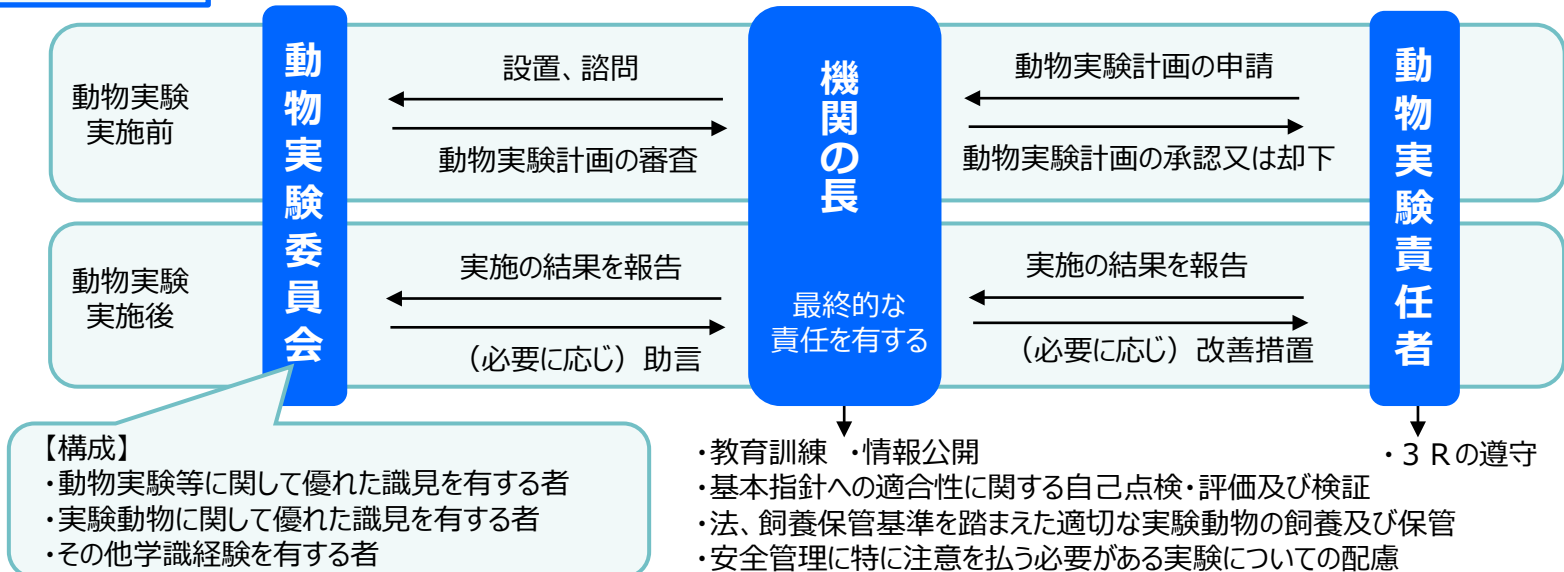 動物実験委員会
機関の長
最終的な
責任を有する
動物実験責任者
動物実験
実施前
設置、諮問
動物実験計画の審査
動物実験計画の申請
動物実験計画の承認又は却下
動物実験
実施後
実施の結果を報告
（必要に応じ）助言
実施の結果を報告
（必要に応じ）改善措置
【構成】
・動物実験等に関して優れた識見を有する者
・実験動物に関して優れた識見を有する者
・その他学識経験を有する者
・教育訓練　・情報公開
・基本指針への適合性に関する自己点検・評価及び検証
・法、飼養保管基準を踏まえた適切な実験動物の飼養及び保管
・安全管理に特に注意を払う必要がある実験についての配慮
・３Ｒの遵守